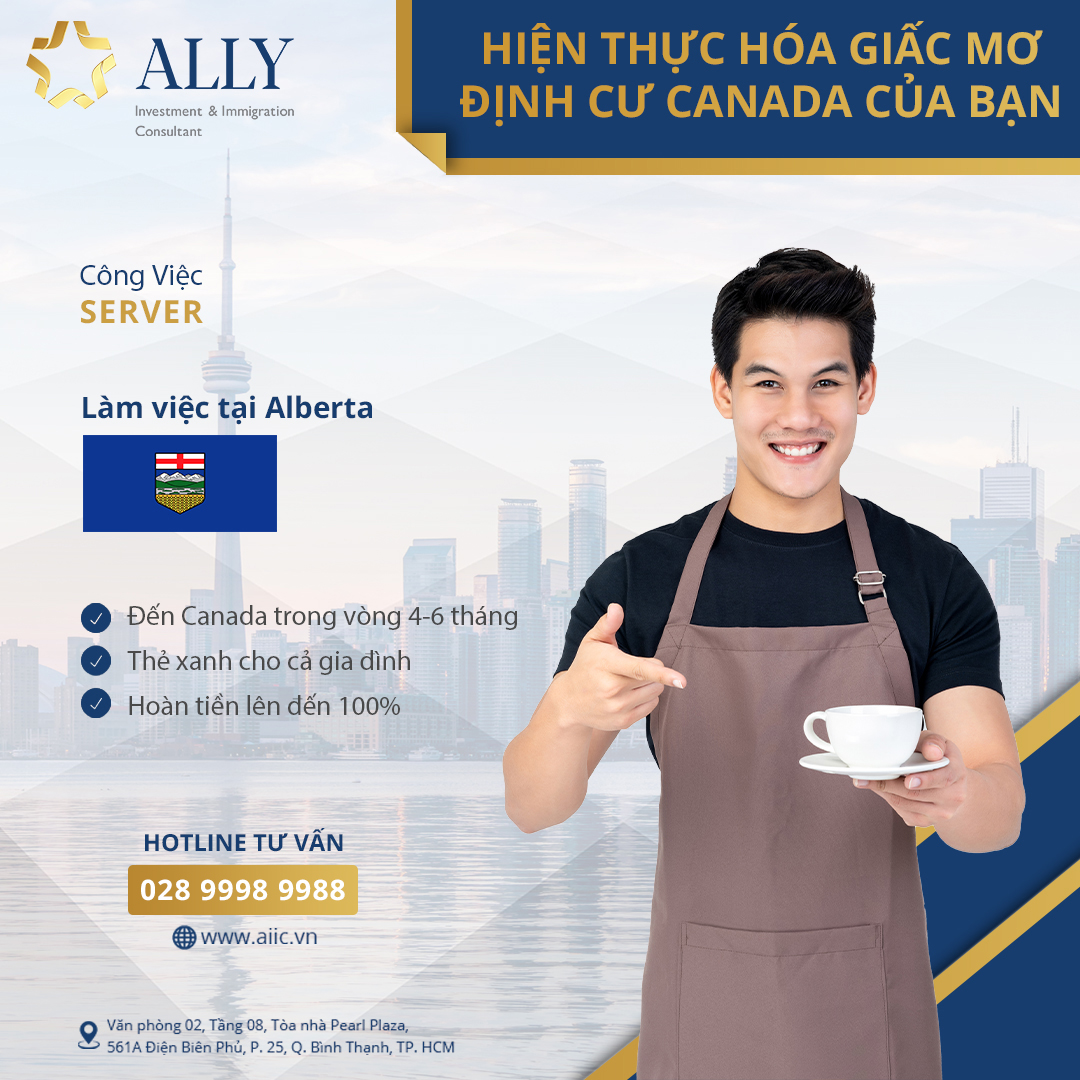 ALLY
Investment & Immigration
Consultant
HIỆN THỰC HÓA GIẤC MƠ
ĐỊNH CƯ CANADA CỦA BẠN
Công Việc
SERVER
Làm việc tại Alberta
Đến Canada trong vòng 4-6 tháng
Thẻ xanh cho cả gia đình
Hoàn tiền lên đến 100%
HOTLINE TƯ VẤN
028 9998 9988
www.aiic.vn
Văn phòng 02, Tầng 08, Tòa nhà Pearl Plaza,
561A Điện Biên Phủ, P. 25, Q. Bình Thạnh, TP. HCM